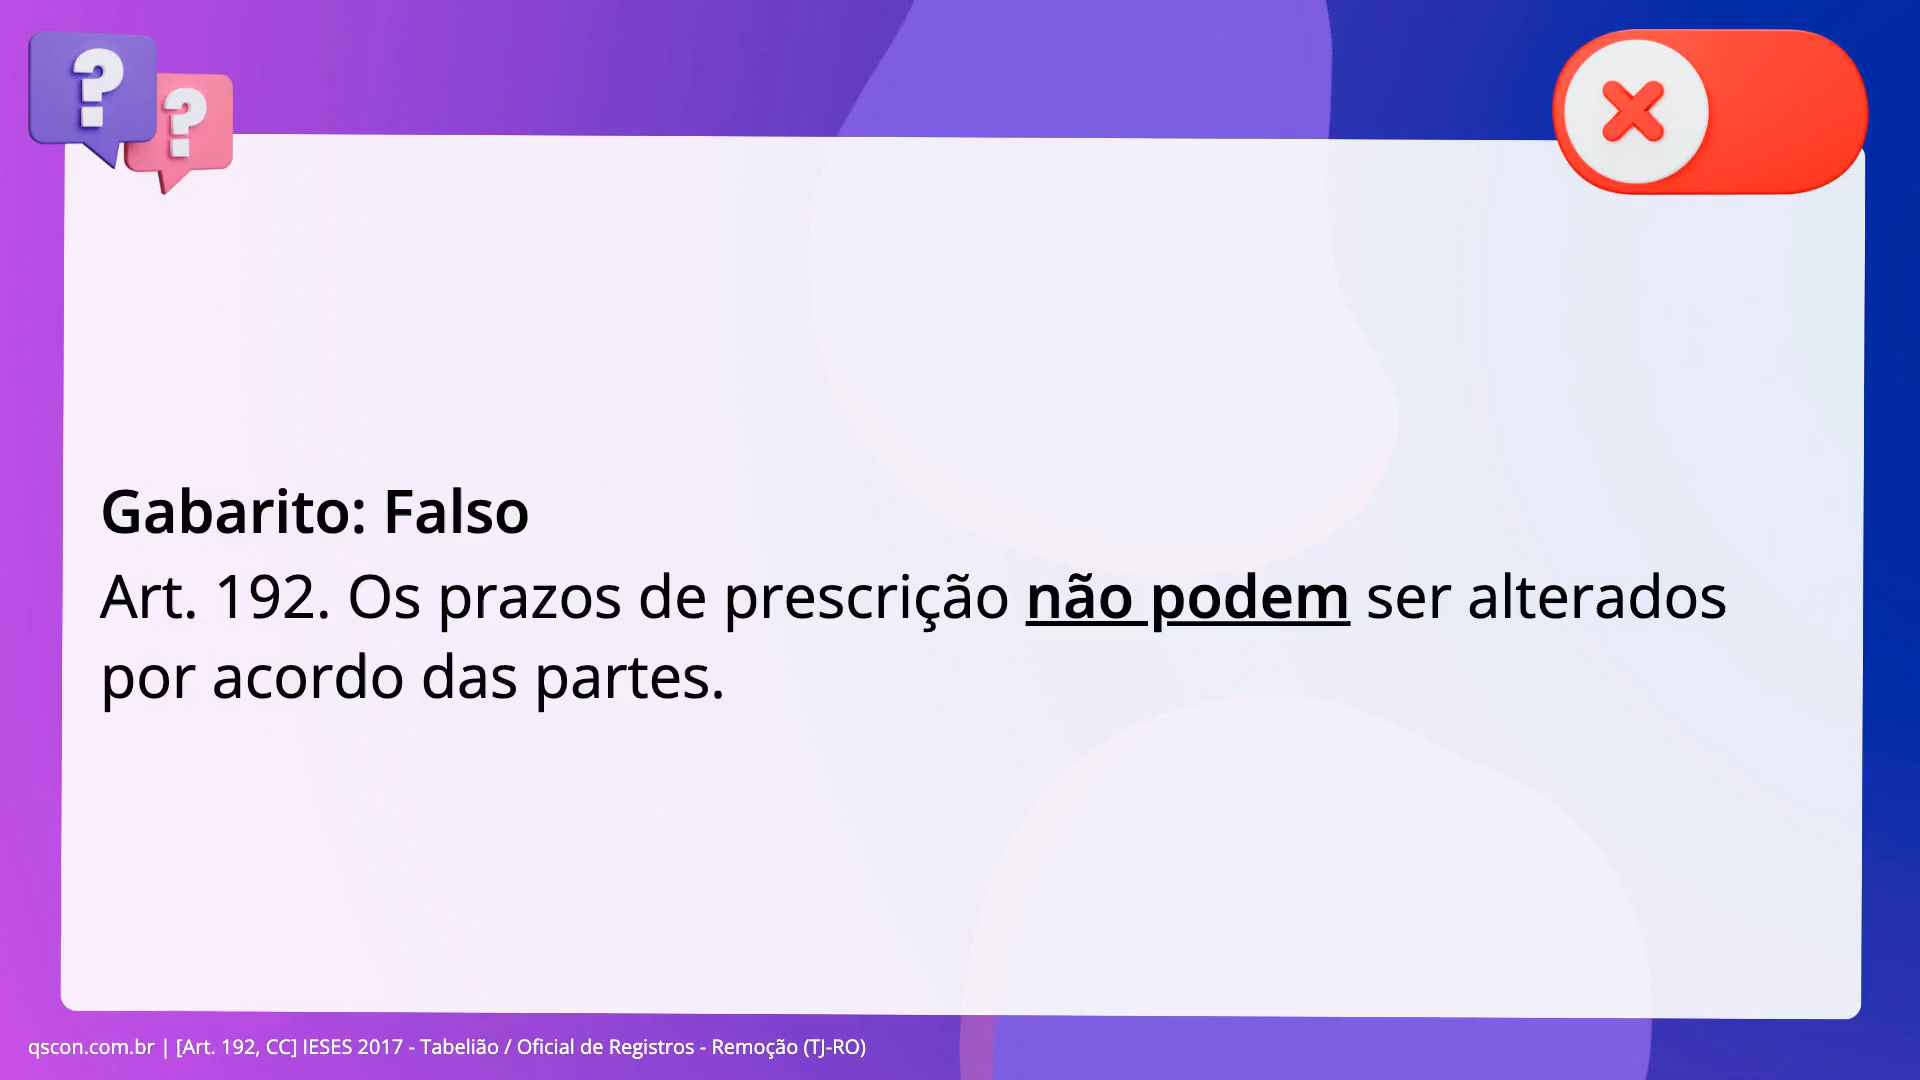 Gabarito: Falso
Art. 192. Os prazos de prescrição não podem ser alterados
por acordo das partes.
qscon.com.br | [Art. 192, CC] IESES 2017 - Tabelião / Oficial de Registros - Remoção (TJ-RO)